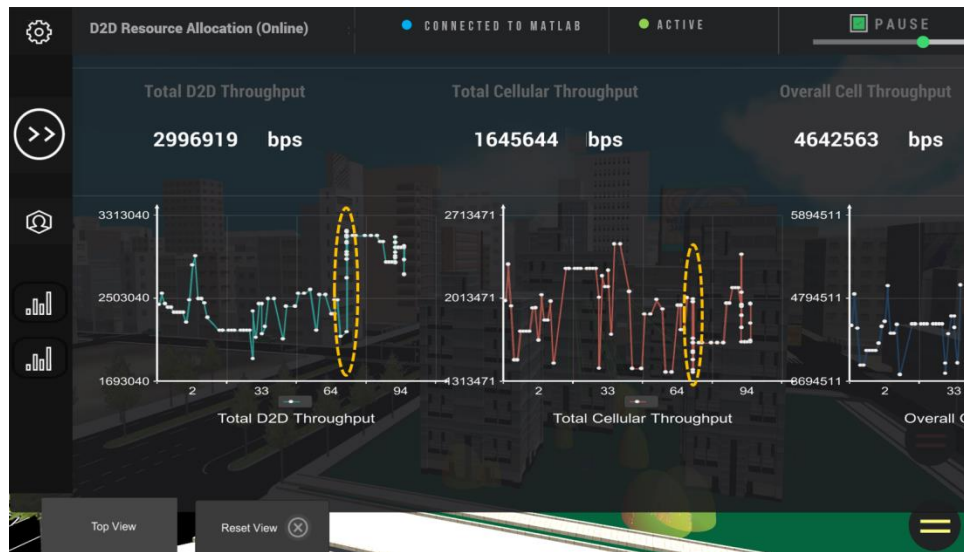 D2D Resource Allocation (Online)
CONNECTED TO MATLAB
ACTIVE
PAUSE
Total D2D Throughput
Total Cellular Throughput
Overall Cell Throughput
2996919 bps
1645644 bps
4642563 bps
3313040
2503040
1693040
2 33 64 94
Total D2D Throughput
2713471
2013471
1313471
2 33 64 94
Total Cellular Throughput
5894511
4794511
3694511
2 33
Overall
Top View
Reset View